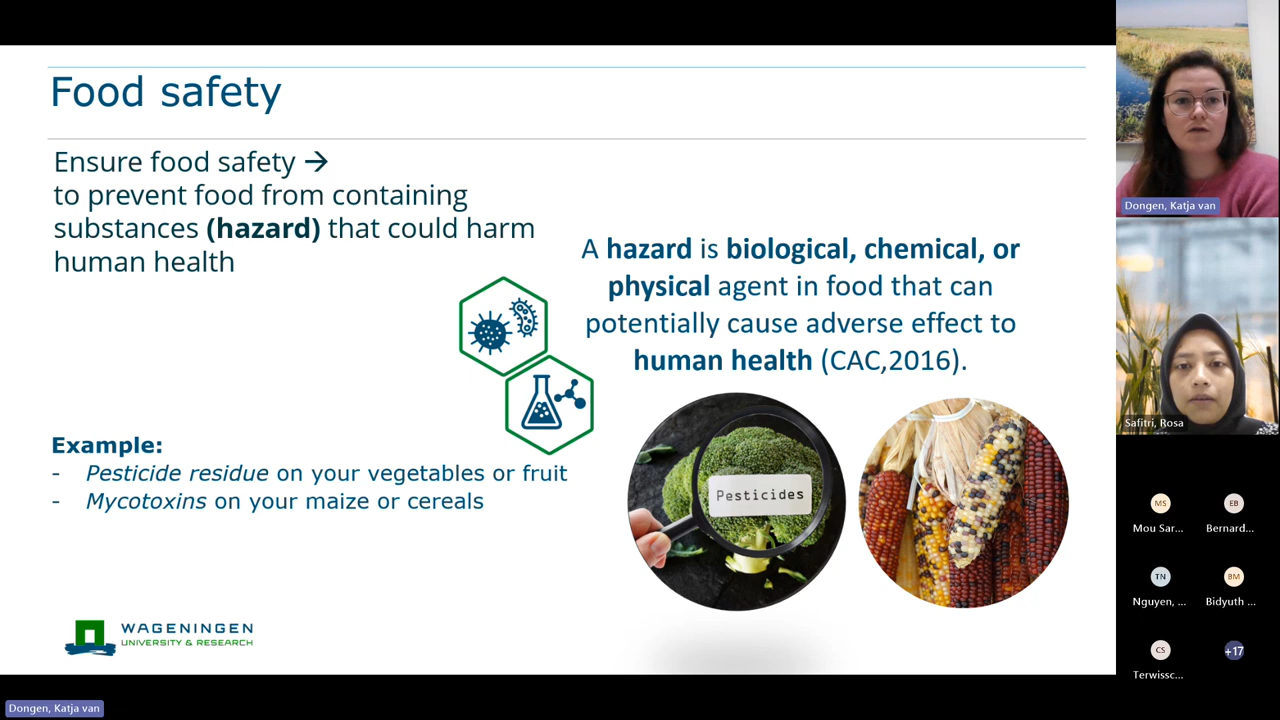 Food safety
Ensure food safety →
to prevent food from containing
substances (hazard) that could harm
human health
A hazard is biological, chemical, or
physical agent in food that can
potentially cause adverse effect to
human health (CAC,2016).
Example:
- Pesticide residue on your vegetables or fruit
- Mycotoxins on your maize or cereals
Pesticides
WAGENINGEN
UNIVERSITY & RESEARCH
Dongen, Katja van
Dongen, Katja van
Safitri, Rosa
MS
EB
Mou Sar...
Bernard...
TN
BM
Nguyen, ...
Bidyuth ...
CS
+17
Terwissc...